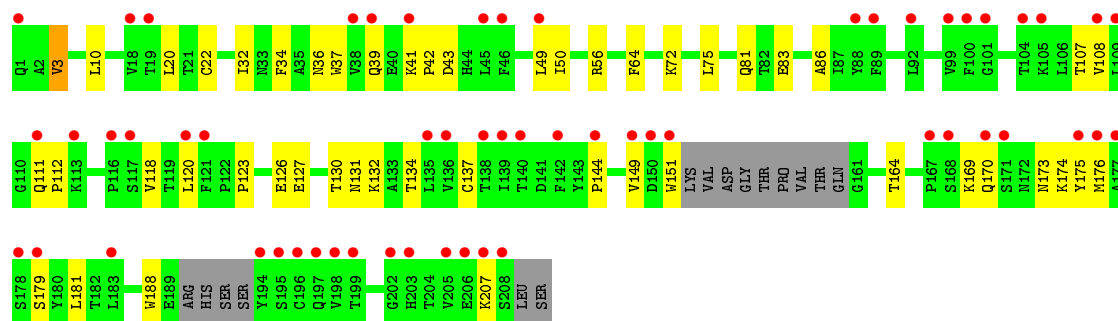 Q1 A2 V3 L10 V18 T19 L20 T21 C22 I32 N33 F34 A35 N36 W37 V38 Q39 E40 K41 P42 D43 H44 L45 F46 L49 I50 R56 F64 K72 L75 Q81 T82 E83 A86 I87 Y88 F89 L92 V99 F100 G101 T104 K105 L106 T107 V108 L109
G110 Q111 P112 K113 P116 S117 V118 T119 L120 F121 P122 P123 E126 E127 T130 N131 K132 A133 T134 L135 V136 C137 T138 I139 T140 D141 F142 Y143 P144 V149 D150 W151 LYS VAL ASP GLY THR PRO VAL THR GLN G161 T164 P167 S168 K169 Q170 S171 N172 N173 K174 Y175 M176 A177
S178 S179 Y180 L181 T182 L183 W188 E189 ARG HIS SER SER Y194 S195 C196 Q197 V198 T199 G202 H203 T204 V205 E206 K207 S208 LEU SER